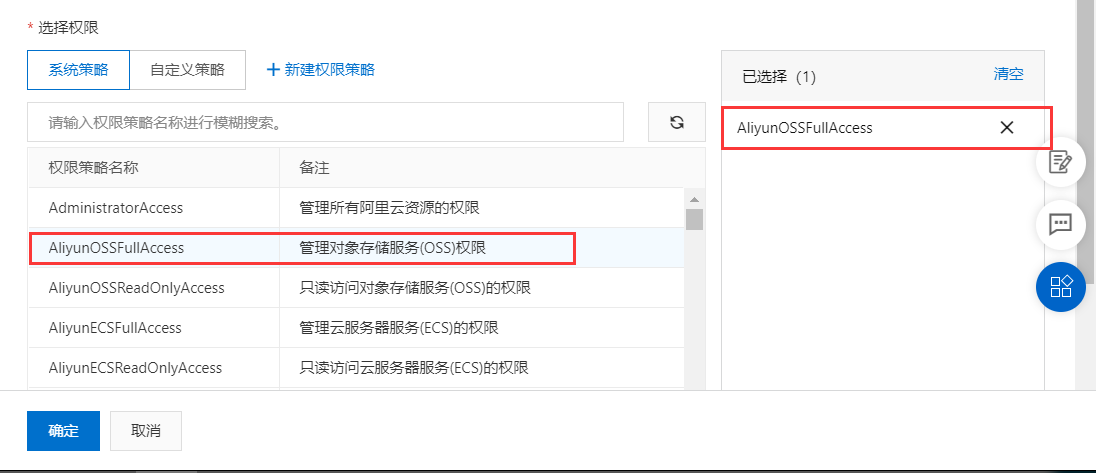 * 选择权限
系统策略 自定义策略 + 新建权限策略
请输入权限策略名称进行模糊搜索。
权限策略名称 备注
AdministratorAccess 管理所有阿里云资源的权限
AliyunOSSFullAccess 管理对象存储服务(OSS)权限
AliyunOSSReadOnlyAccess 只读访问对象存储服务(OSS)的权限
AliyunECSFullAccess 管理云服务器服务(ECS)的权限
AliyunECSReadOnlyAccess 只读访问云服务器服务(ECS)的权限
已选择（1） 清空
AliyunOSSFullAccess
确定 取消